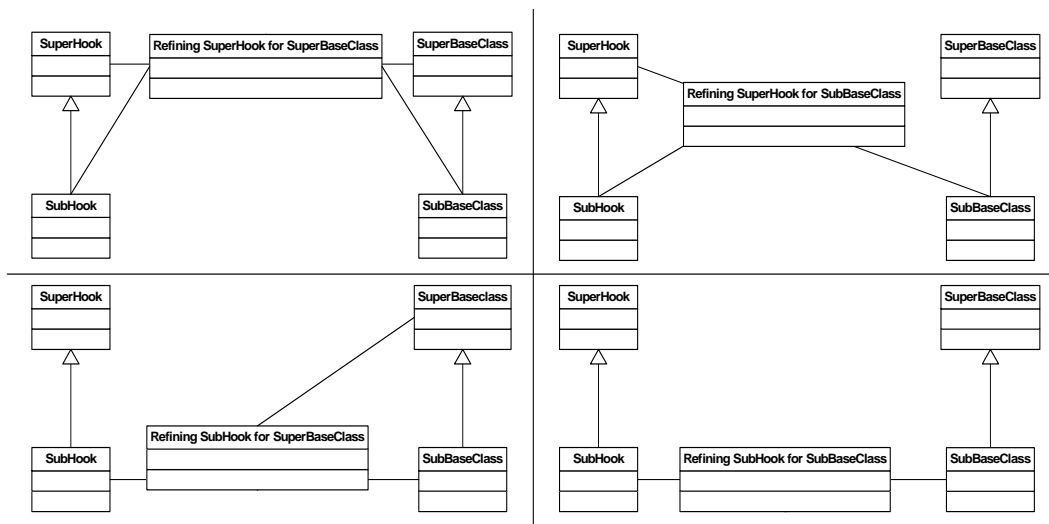 SuperHook
Refining SuperHook for SuperBaseClass
SuperBaseClass
SubHook
SubBaseClass
SuperHook
SuperBaseClass
Refining SuperHook for SubBaseClass
SubHook
SubBaseClass
SuperHook
SuperBaseclass
Refining SubHook for SuperBaseClass
SubHook
SubBaseClass
SuperHook
SuperBaseClass
SubHook
Refining SubHook for SubBaseClass
SubBaseClass